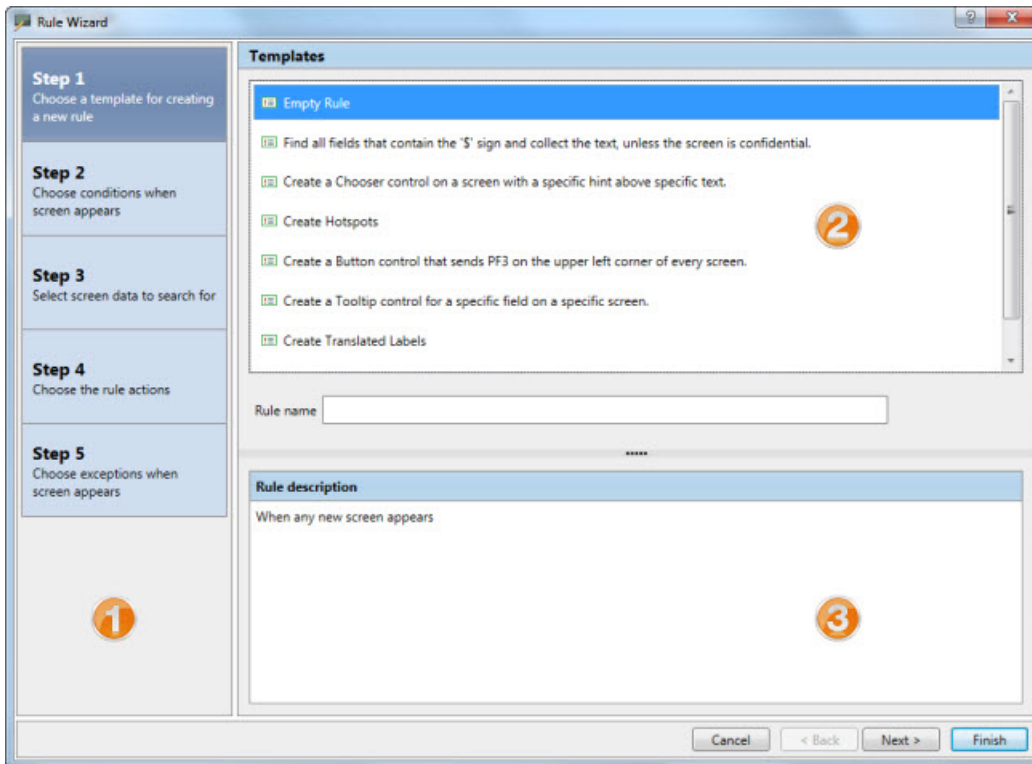 Rule Wizard
Step 1
Choose a template for creating
a new rule
Step 2
Choose conditions when
screen appears
Step 3
Select screen data to search for
Step 4
Choose the rule actions
Step 5
Choose exceptions when
screen appears
1
Templates
Empty Rule
Find all fields that contain the '$' sign and collect the text, unless the screen is confidential.
Create a Chooser control on a screen with a specific hint above specific text.
Create Hotspots
Create a Button control that sends PF3 on the upper left corner of every screen.
Create a Tooltip control for a specific field on a specific screen.
Create Translated Labels
2
Rule name
Rule description
When any new screen appears
3
Cancel
< Back
Next >
Finish